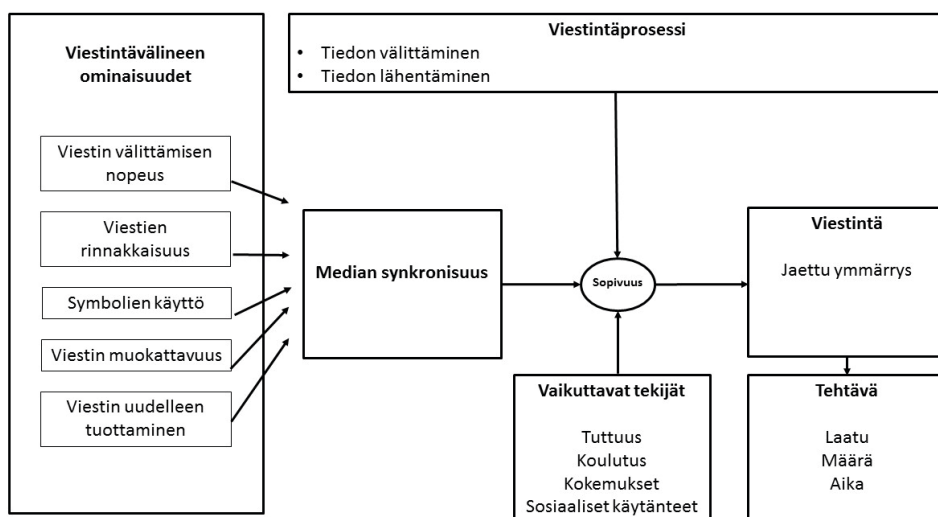 Viestintävälineen
ominaisuudet
Viestin välittämisen
nopeus
Viestien
rinnakkaisuus
Symbolien käyttö
Viestin muokattavuus
Viestin uudelleen
tuottaminen
Median synkronisuus
Viestintäprosessi
• Tiedon välittäminen
• Tiedon lähentäminen
Sopivuus
Vaikuttavat tekijät
Tuttuus
Koulutus
Kokemukset
Sosiaaliset käytänteet
Viestintä
Jaettu ymmärrys
Tehtävä
Laatu
Määrä
Aika